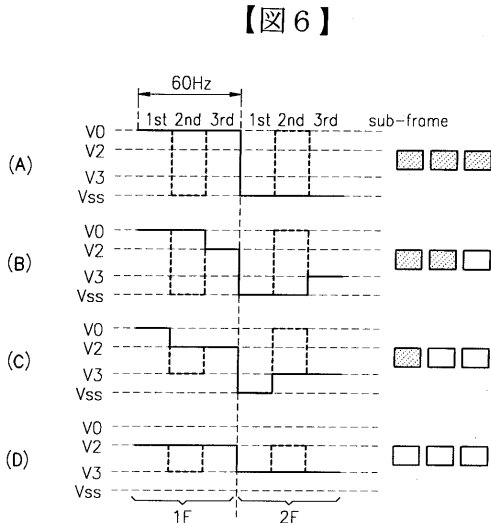 【図６】
60Hz
1st 2nd 3rd 1st 2nd 3rd sub-frame
(A)
V0
V2
V3
Vss
(B)
V0
V2
V3
Vss
(C)
V0
V2
V3
Vss
(D)
V0
V2
V3
Vss
1F 2F